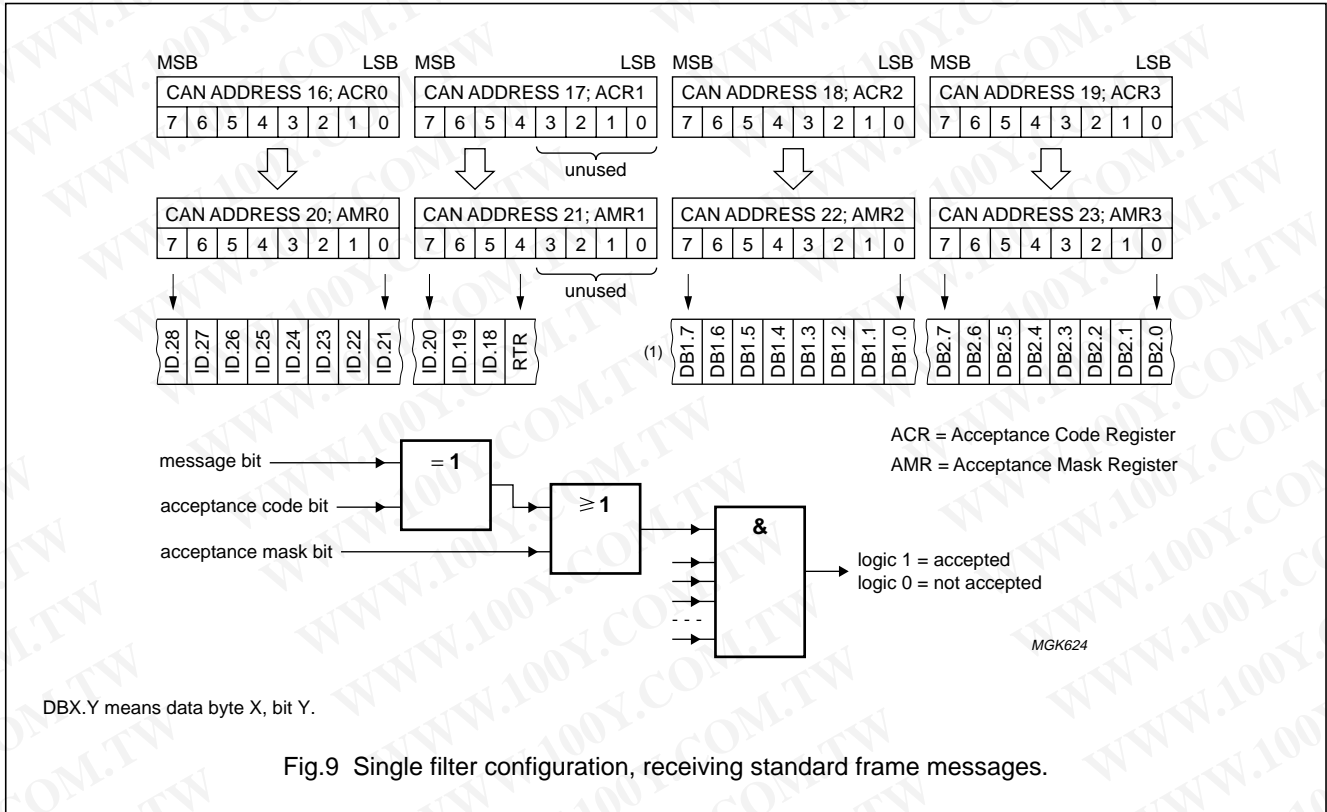 MSB LSB MSB LSB MSB LSB MSB LSB
CAN ADDRESS 16; ACR0 CAN ADDRESS 17; ACR1 CAN ADDRESS 18; ACR2 CAN ADDRESS 19; ACR3
7 6 5 4 3 2 1 0 7 6 5 4 3 2 1 0 7 6 5 4 3 2 1 0 7 6 5 4 3 2 1 0
unused
CAN ADDRESS 20; AMR0 CAN ADDRESS 21; AMR1 CAN ADDRESS 22; AMR2 CAN ADDRESS 23; AMR3
7 6 5 4 3 2 1 0 7 6 5 4 3 2 1 0 7 6 5 4 3 2 1 0 7 6 5 4 3 2 1 0
unused
ID.28 ID.27 ID.26 ID.25 ID.24 ID.23 ID.22 ID.21 ID.20 ID.19 ID.18 RTR (1) DB1.7 DB1.6 DB1.5 DB1.4 DB1.3 DB1.2 DB1.1 DB1.0 DB2.7 DB2.6 DB2.5 DB2.4 DB2.3 DB2.2 DB2.1 DB2.0
ACR = Acceptance Code Register
AMR = Acceptance Mask Register
message bit
= 1
acceptance code bit
≥ 1
acceptance mask bit
&
logic 1 = accepted
logic 0 = not accepted
MGK624
DBX.Y means data byte X, bit Y.
Fig.9 Single filter configuration, receiving standard frame messages.
WWW.100Y.COM.TW